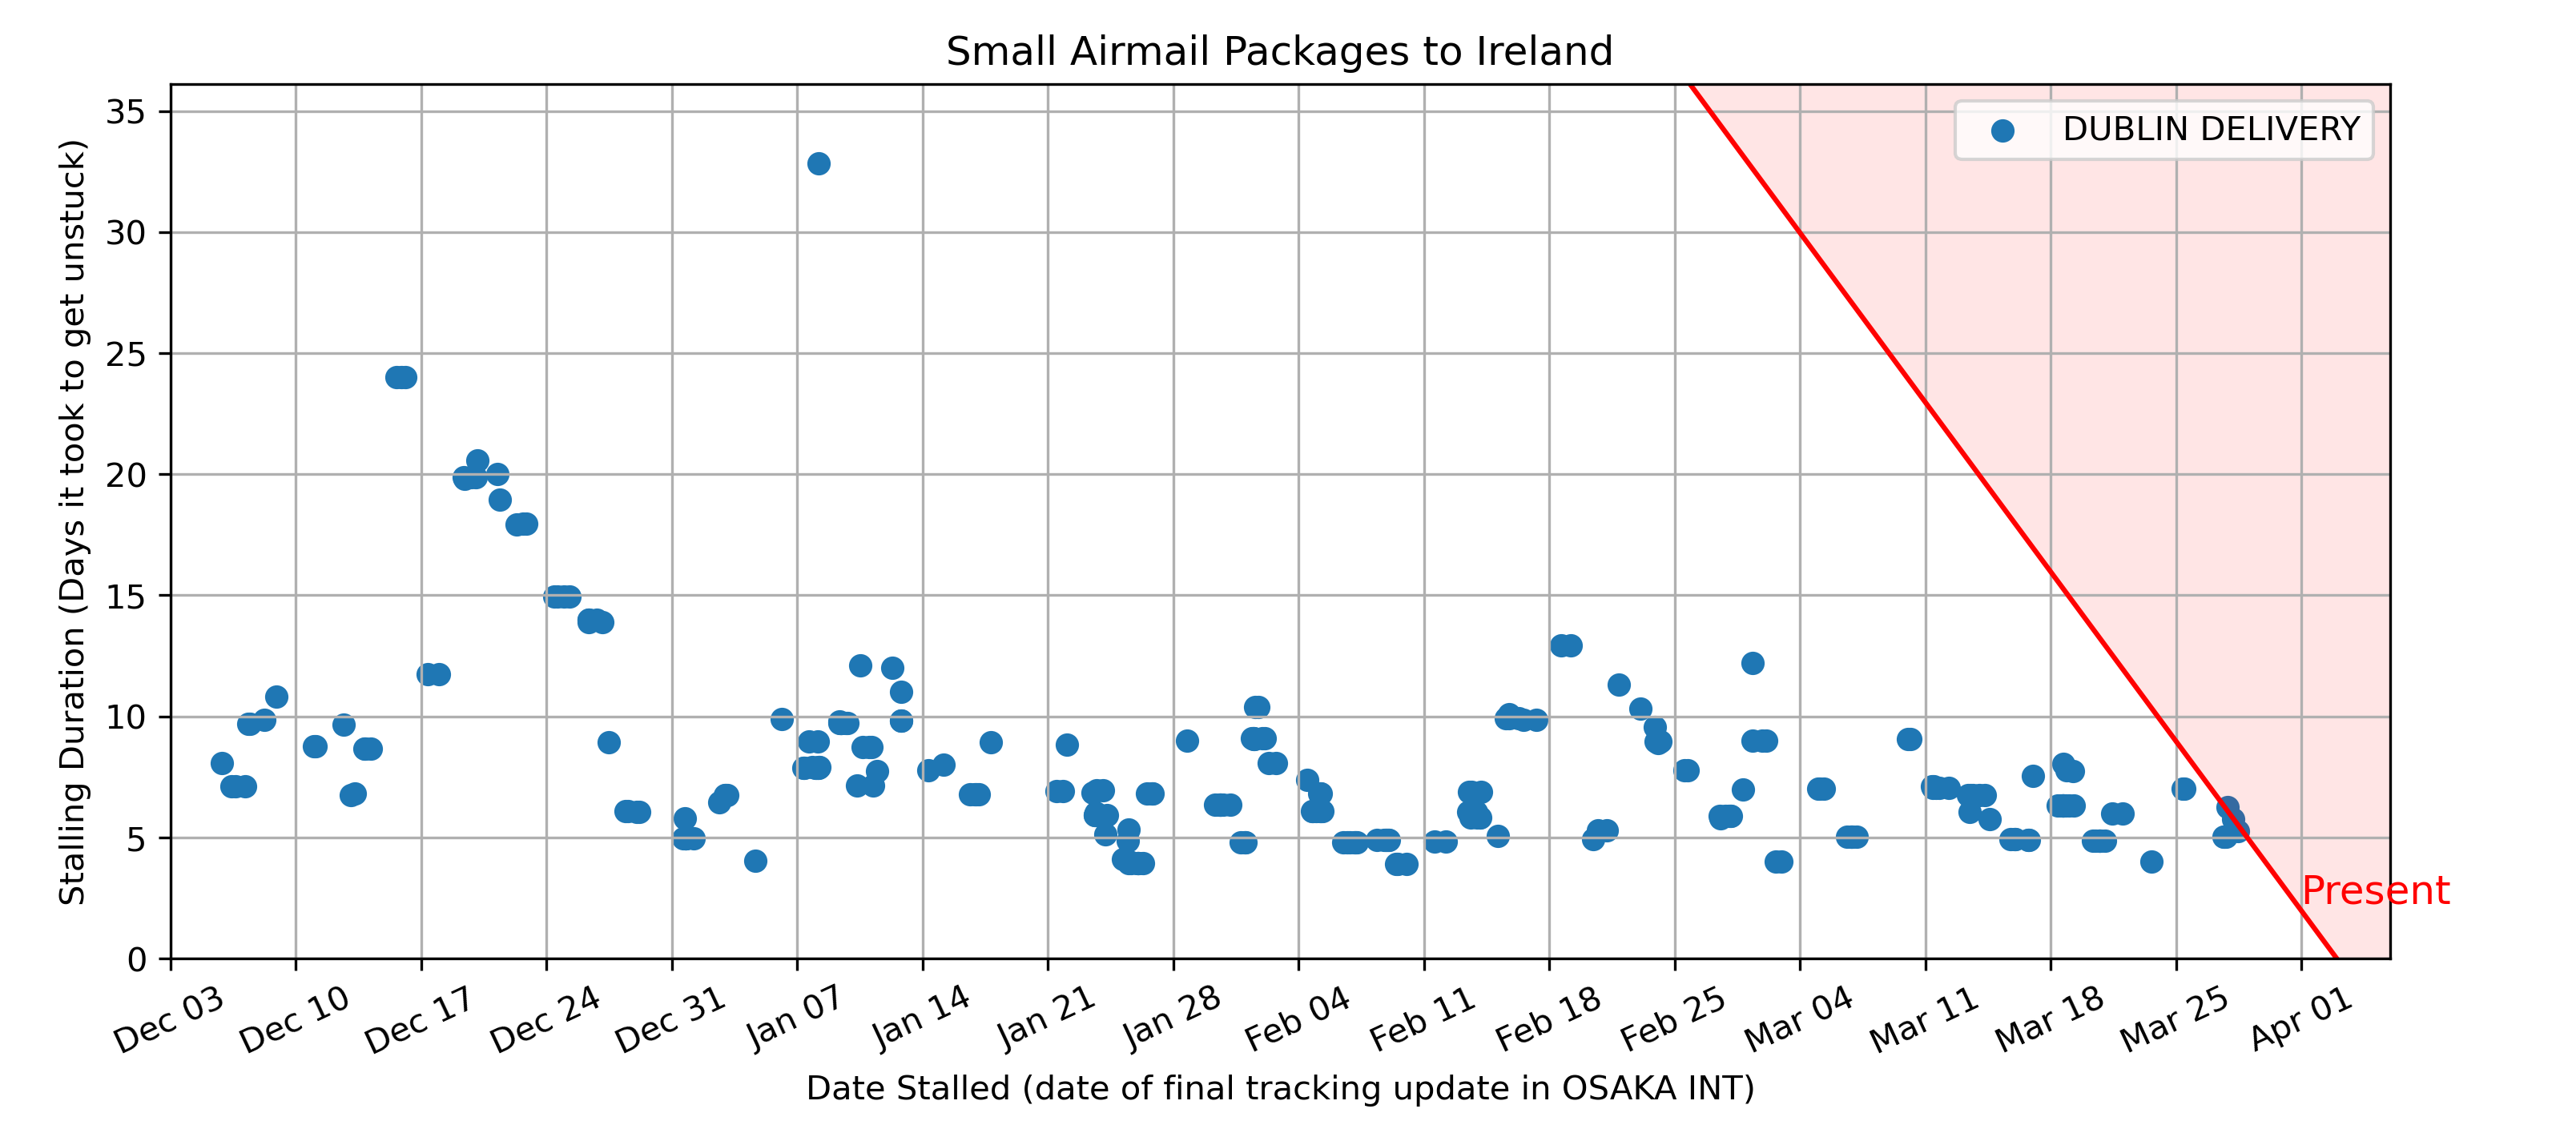 Small Airmail Packages to Ireland
Stalling Duration (Days it took to get unstuck)
35
30
25
20
15
10
5
0
DUBLIN DELIVERY
Present
Dec 03
Dec 10
Dec 17
Dec 24
Dec 31
Jan 07
Jan 14
Jan 21
Jan 28
Feb 04
Feb 11
Feb 18
Feb 25
Mar 04
Mar 11
Mar 18
Mar 25
Apr 01
Date Stalled (date of final tracking update in OSAKA INT)